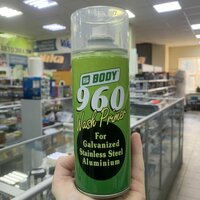 HB BODY
960
Wash Primer
For
Galvanized
Stainless Steel
Aluminium